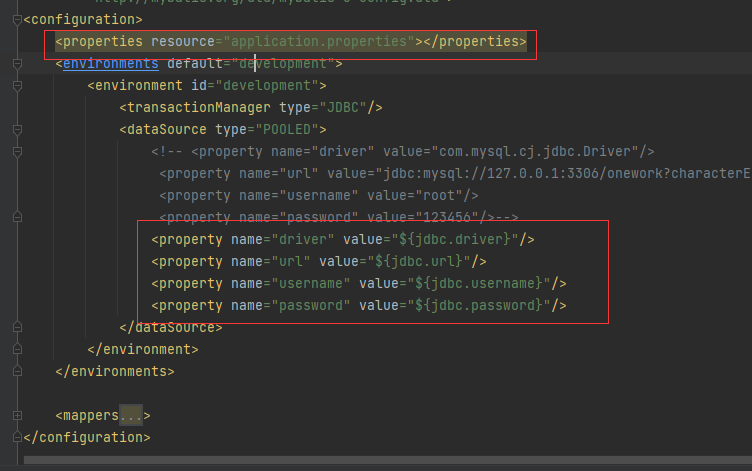 <configuration>
<properties resource="application.properties"></properties>
<environments default="development">
<environment id="development">
<transactionManager type="JDBC"/>
<dataSource type="POOLED">
<!-- <property name="driver" value="com.mysql.cj.jdbc.Driver"/>
<property name="url" value="jdbc:mysql://127.0.0.1:3306/onework?characterE
<property name="username" value="root"/>
<property name="password" value="123456"/>-->
<property name="driver" value="${jdbc.driver}"/>
<property name="url" value="${jdbc.url}"/>
<property name="username" value="${jdbc.username}"/>
<property name="password" value="${jdbc.password}"/>
</dataSource>
</environment>
</environments>
<mappers...>
</configuration>